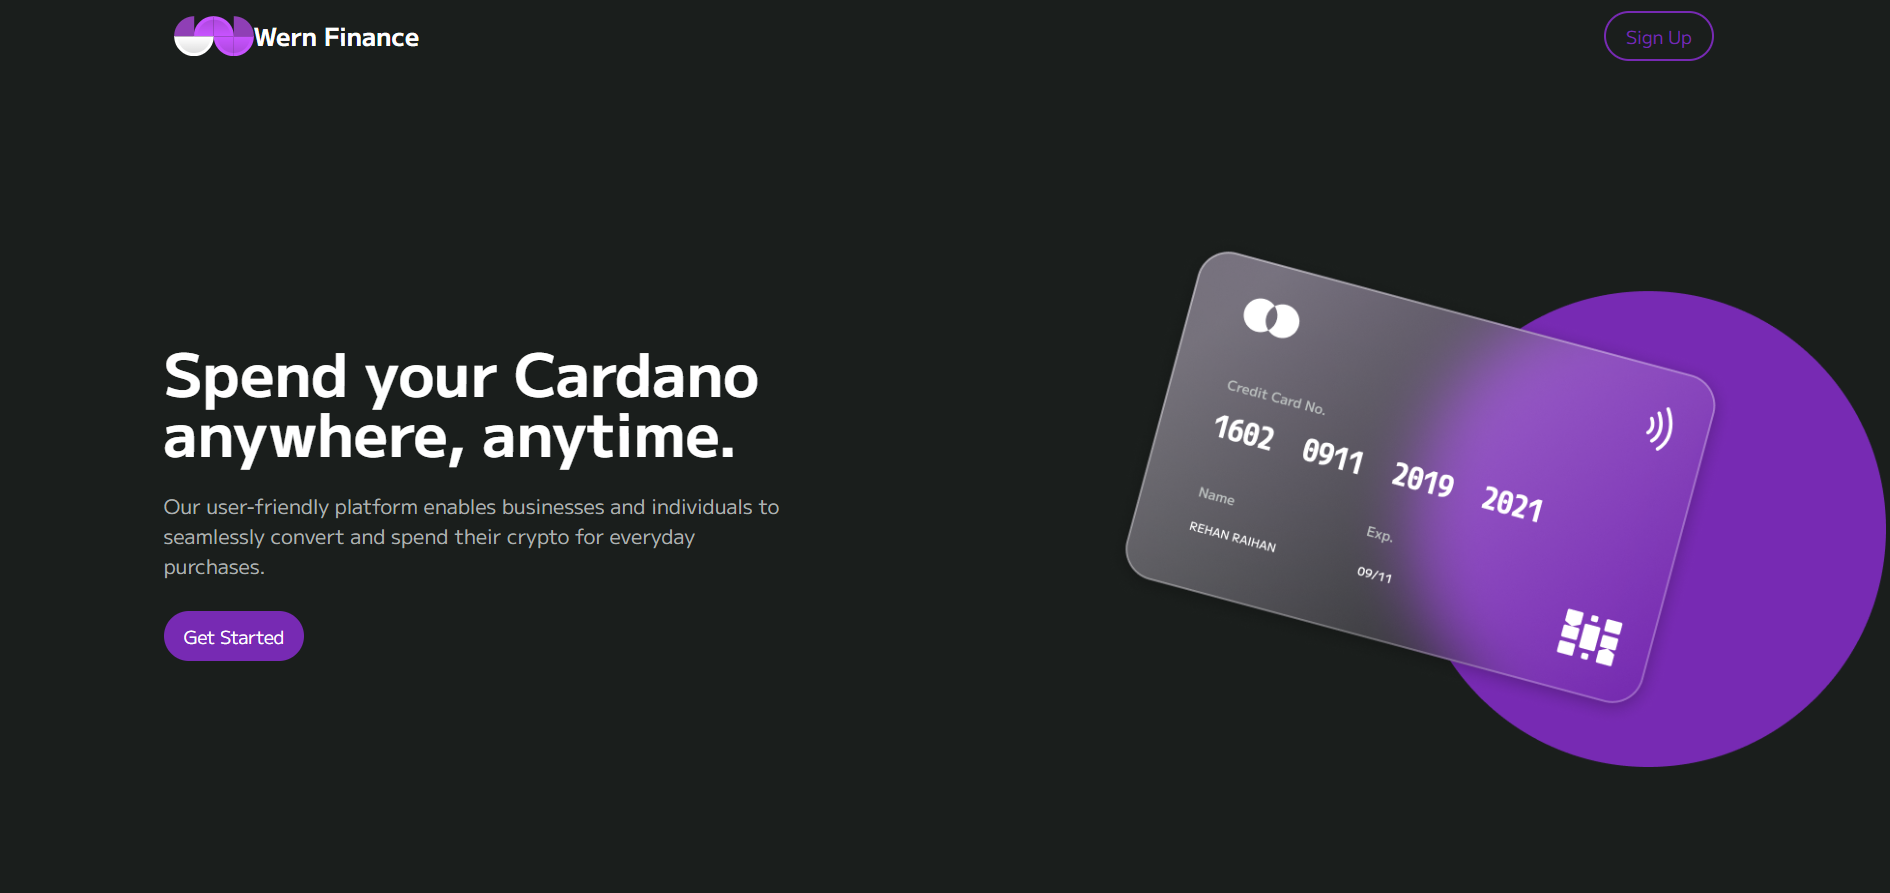 Wern Finance
Sign Up
Spend your Cardano
anywhere, anytime.
Our user-friendly platform enables businesses and individuals to
seamlessly convert and spend their crypto for everyday
purchases.
Get Started
Credit Card No.
1602 0911 2019 2021
Name
REHAN RAIHAN
Exp.
09/11